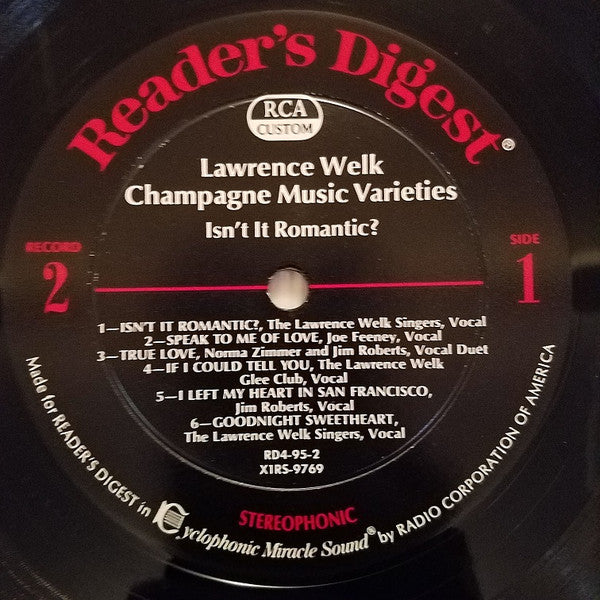 Reader's Digest®
RCA
CUSTOM
Lawrence Welk
Champagne Music Varieties
Isn't It Romantic?
RECORD
2
SIDE
1
1—ISN'T IT ROMANTIC?, The Lawrence Welk Singers, Vocal
2—SPEAK TO ME OF LOVE, Joe Feeney, Vocal
3—TRUE LOVE, Norma Zimmer and Jim Roberts, Vocal Duet
4—IF I COULD TELL YOU, The Lawrence Welk
Glee Club, Vocal
5—I LEFT MY HEART IN SAN FRANCISCO,
Jim Roberts, Vocal
6—GOODNIGHT SWEETHEART,
The Lawrence Welk Singers, Vocal
RD4-95-2
X1RS-9769
STEREOPHONIC
Made for READER'S DIGEST in Cyclophonic Miracle Sound® by RADIO CORPORATION OF AMERICA